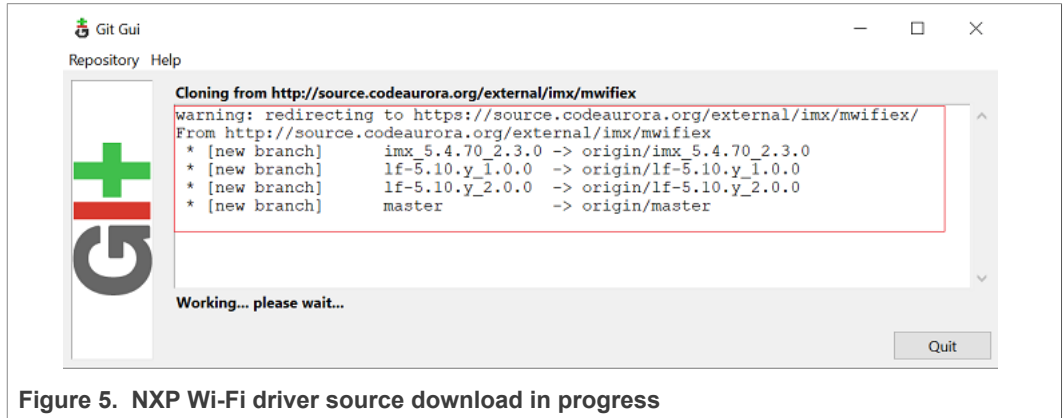 Git Gui
Repository Help
Cloning from http://source.codeaurora.org/external/imx/mwifiex
warning: redirecting to https://source.codeaurora.org/external/imx/mwifiex/
From http://source.codeaurora.org/external/imx/mwifiex
* [new branch] imx_5.4.70_2.3.0 -> origin/imx_5.4.70_2.3.0
* [new branch] lf-5.10.y_1.0.0 -> origin/lf-5.10.y_1.0.0
* [new branch] lf-5.10.y_2.0.0 -> origin/lf-5.10.y_2.0.0
* [new branch] master -> origin/master
Git
Working... please wait...
Quit
Figure 5. NXP Wi-Fi driver source download in progress